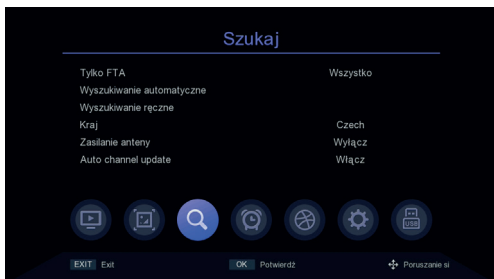 Szukaj
Tylko FTA Wszystko
Wyszukiwanie automatyczne
Wyszukiwanie ręczne
Kraj Czech
Zasilanie anteny Wyłącz
Auto channel update Włącz
USB
EXIT Exit OK Potwierdź Poruszanie si